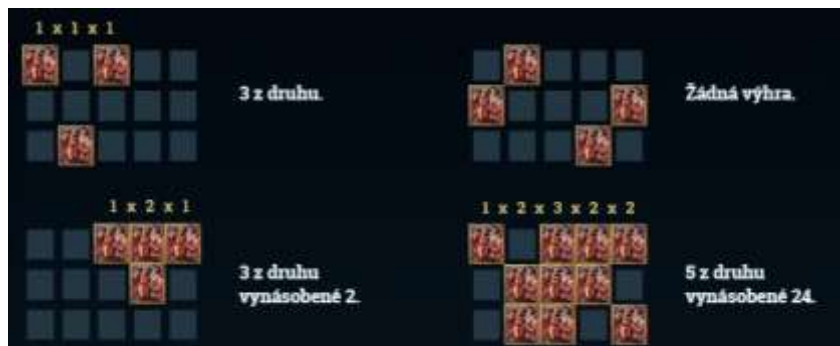 1 x 1 x 1
3 z druhu.
Žádná výhra.
1 x 2 x 1
3 z druhu
vynásobené 2.
1 x 2 x 3 x 2 x 2
5 z druhu
vynásobené 24.